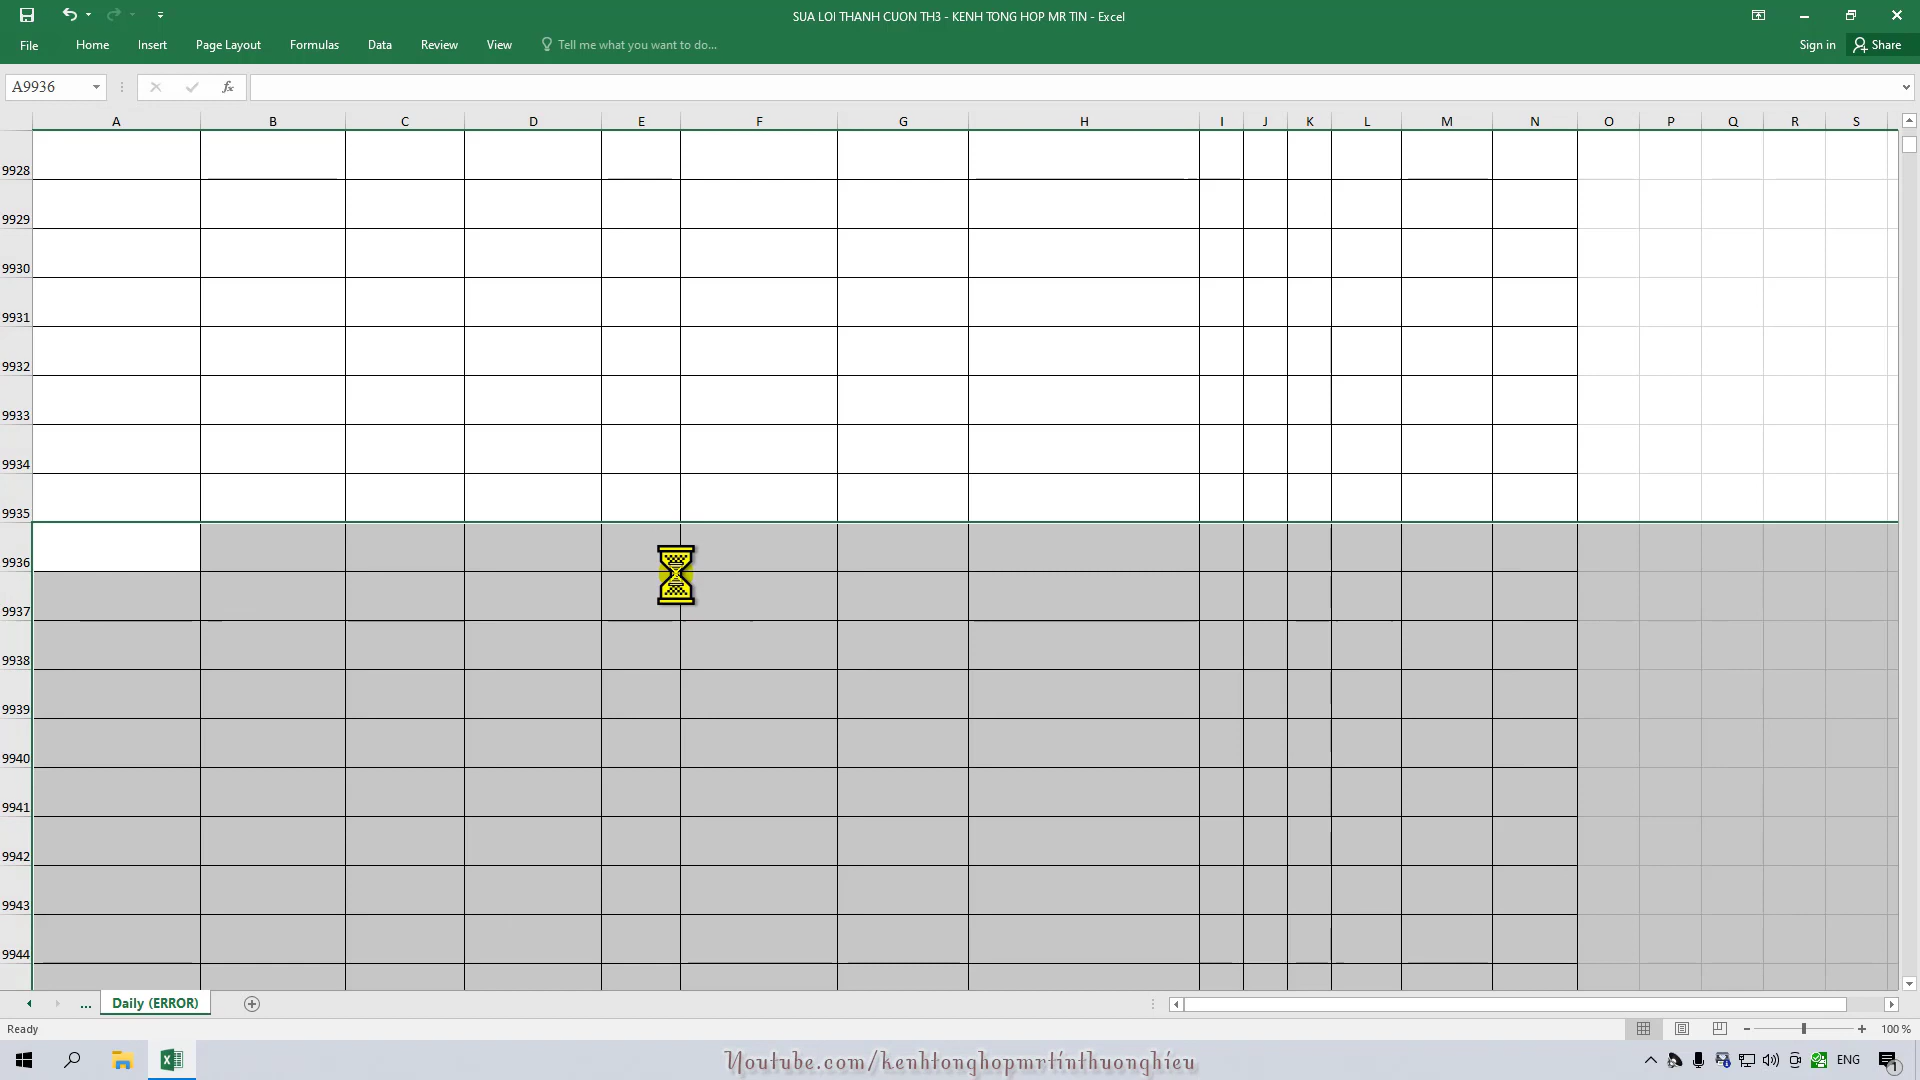 SUA LOI THANH CUON TH3 - KENH TONG HOP MR TIN - Excel
File Home Insert Page Layout Formulas Data Review View Tell me what you want to do... Sign in Share
A9936 fx
A B C D E F G H I J K L M N O P Q R S
9928
9929
9930
9931
9932
9933
9934
9935
9936
9937
9938
9939
9940
9941
9942
9943
9944
... Daily (ERROR)
Ready 100 %
Youtube.com/kenhtonghopmrtinthuonghieu
ENG 1